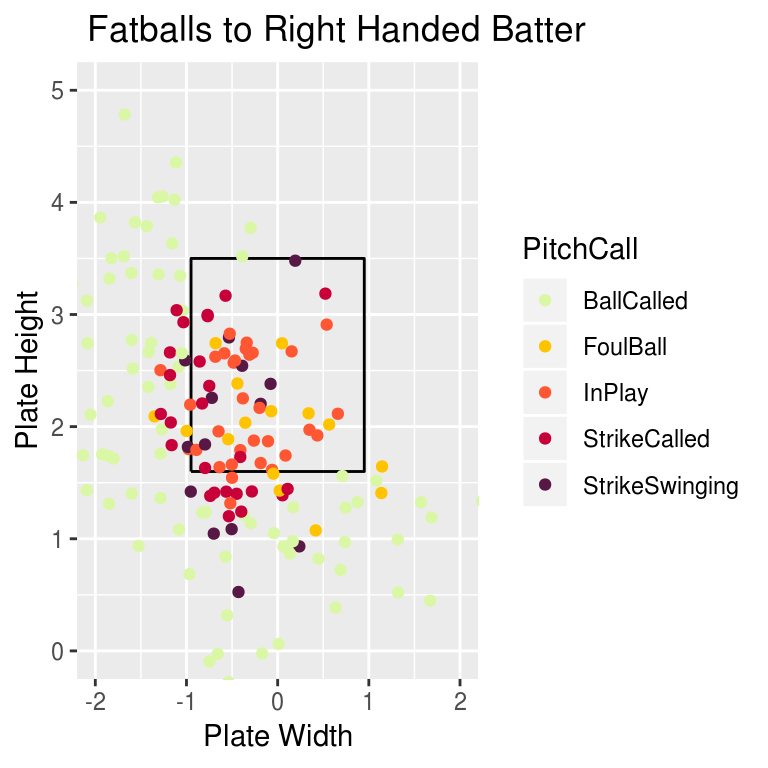 Fatballs to Right Handed Batter
5
4
3
2
1
0
-2 -1 0 1 2
Plate Height
Plate Width
PitchCall
BallCalled
FoulBall
InPlay
StrikeCalled
StrikeSwinging